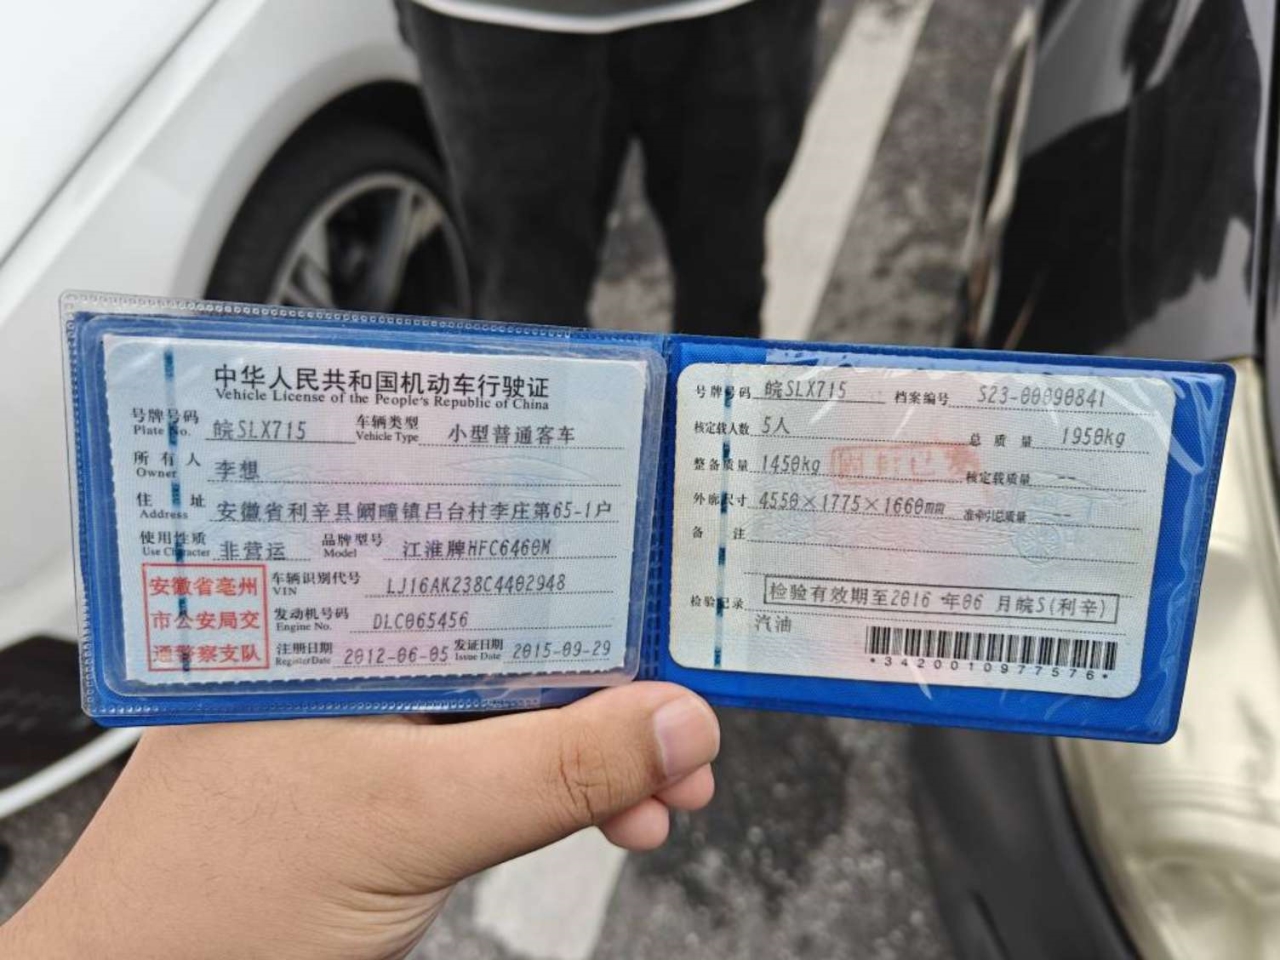 中华人民共和国机动车行驶证
Vehicle License of the People's Republic of China
号牌号码 皖SLX715 车辆类型 小型普通客车
Plate No. Vehicle Type
所有人 李想
Owner
住址 安徽省利辛县阚疃镇吕台村李庄第65-1户
Address
使用性质 非营运 品牌型号 江淮牌HFC6460M
Use Character Model
安徽省亳州
市公安局交
通警察支队
车辆识别代号 LJ16AK238C4402948
VIN
发动机号码 DLC065456
Engine No.
注册日期 2012-06-05 发证日期 2015-09-29
Register Date Issue Date
号牌号码 皖SLX715 档案编号 S23-00090841
核定载人数 5人 总质量 1950kg
整备质量 1450kg 核定载质量 --
外廓尺寸 4550×1775×1660mm 准牵引总质量 --
备注
检验记录 检验有效期至2016年06月皖S(利辛)
汽油
*3420010977576*